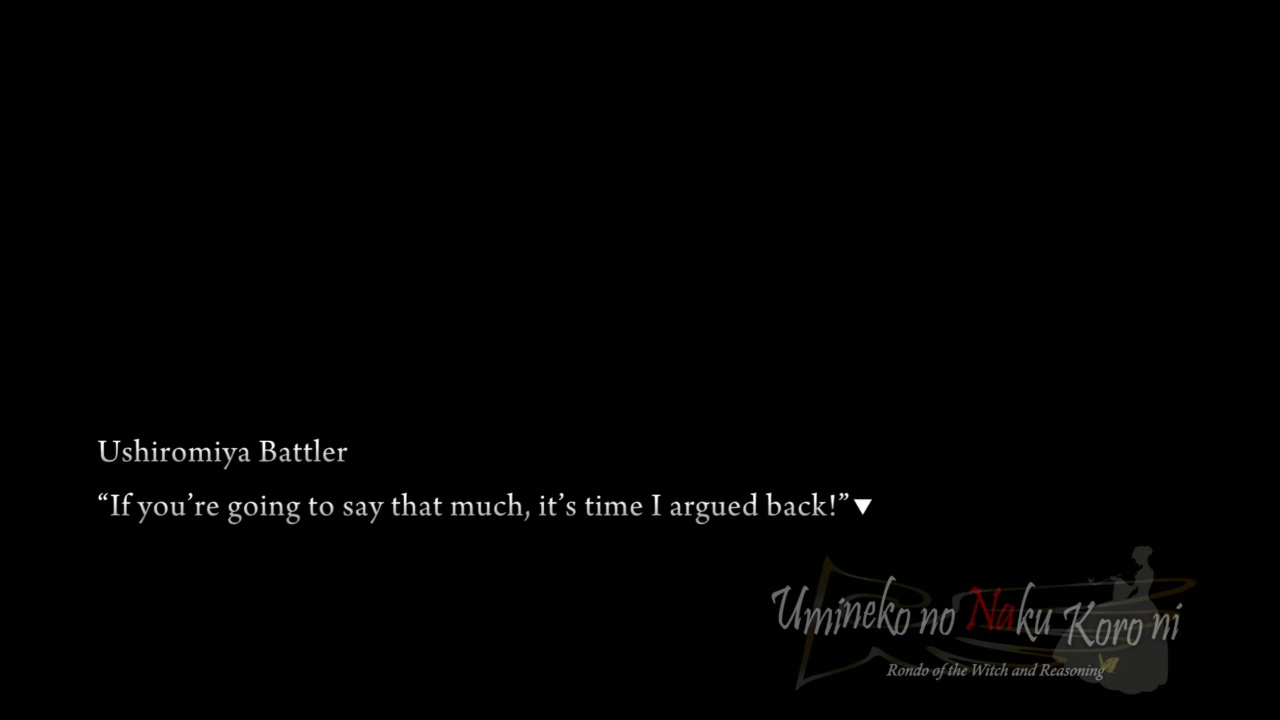 Ushiromiya Battler
“If you’re going to say that much, it’s time I argued back!”
Umineko no Naku Koro ni
Rondo of the Witch and Reasoning